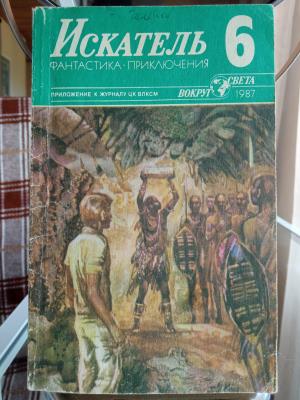 ИСКАТЕЛЬ 6
ФАНТАСТИКА · ПРИКЛЮЧЕНИЯ
ПРИЛОЖЕНИЕ К ЖУРНАЛУ ЦК ВЛКСМ
ВОКРУГ СВЕТА
1987